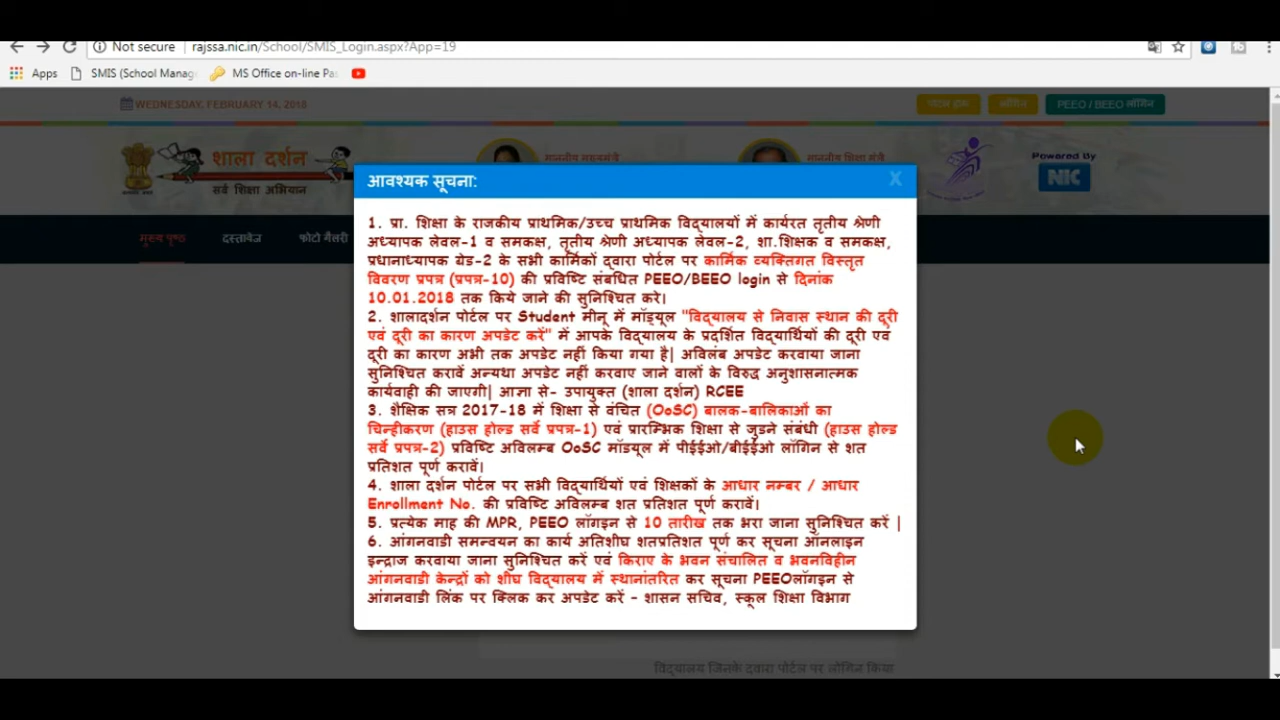 Not secure rajssa.nic.in/School/SMIS_Login.aspx?App=19
Apps SMIS (School Manag MS Office on-line Pa
WEDNESDAY, FEBRUARY 14, 2018 लॉगिन PEEO / BEEO लॉगिन
शाला दर्शन
सर्व शिक्षा अभियान
माननीय शिक्षा मंत्री
Powered By
NIC
मुख्य पृष्ठ दस्तावेज फोटो गैलरी
आवश्यक सूचना: X
1. प्रा. शिक्षा के राजकीय प्राथमिक/उच्च प्राथमिक विद्यालयों में कार्यरत तृतीय श्रेणी
अध्यापक लेवल-1 व समकक्ष, तृतीय श्रेणी अध्यापक लेवल-2, शा.शिक्षक व समकक्ष,
प्रधानाध्यापक ग्रेड-2 के सभी कार्मिकों द्वारा पोर्टल पर कार्मिक व्यक्तिगत विस्तृत
विवरण प्रपत्र (प्रपत्र-10) की प्रविष्टि संबधित PEEO/BEEO login से दिनांक
10.01.2018 तक किये जाने की सुनिश्चित करे।
2. शालादर्शन पोर्टल पर Student मीनू में मॉड्यूल "विद्यालय से निवास स्थान की दूरी
एवं दूरी का कारण अपडेट करें" में आपके विद्यालय के प्रदर्शित विद्यार्थियों की दूरी एवं
दूरी का कारण अभी तक अपडेट नहीं किया गया है| अविलंब अपडेट करवाया जाना
सुनिश्चित करावें अन्यथा अपडेट नहीं करवाए जाने वालों के विरुद्ध अनुशासनात्मक
कार्यवाही की जाएगी| आज्ञा से- उपायुक्त (शाला दर्शन) RCEE
3. शैक्षिक सत्र 2017-18 में शिक्षा से वंचित (OoSC) बालक-बालिकाओं का
चिन्हीकरण (हाउस होल्ड सर्वे प्रपत्र-1) एवं प्रारम्भिक शिक्षा से जुडने संबंधी (हाउस होल्ड
सर्वे प्रपत्र-2) प्रविष्टि अविलम्ब OoSC मॉडयूल में पीईईओ/बीईईओ लॉगिन से शत
प्रतिशत पूर्ण करावें।
4. शाला दर्शन पोर्टल पर सभी विद्यार्थियों एवं शिक्षकों के आधार नम्बर / आधार
Enrollment No. की प्रविष्टि अविलम्ब शत प्रतिशत पूर्ण करावें।
5. प्रत्येक माह की MPR, PEEO लॉगइन से 10 तारीख तक भरा जाना सुनिश्चित करें |
6. आंगनवाडी समन्वयन का कार्य अतिशीघ्र शतप्रतिशत पूर्ण कर सूचना ऑनलाइन
इन्द्राज करवाया जाना सुनिश्चित करें एवं किराए के भवन संचालित व भवनविहीन
आंगनवाडी केन्द्रों को शीघ्र विद्यालय में स्थानांतरित कर सूचना PEEOलॉगइन से
आंगनवाडी लिंक पर क्लिक कर अपडेट करें - शासन सचिव, स्कूल शिक्षा विभाग
विद्यालय जिनके द्वारा पोर्टल पर लॉगिन किया